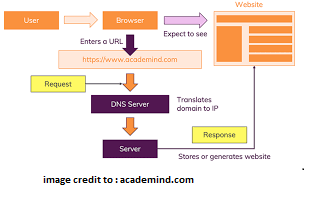 Website
User
Browser
Expect to see
Enters a URL
https://www.academind.com
Request
DNS Server
Translates
domain to IP
Response
Server
Stores or generates website
.
image credit to : academind.com